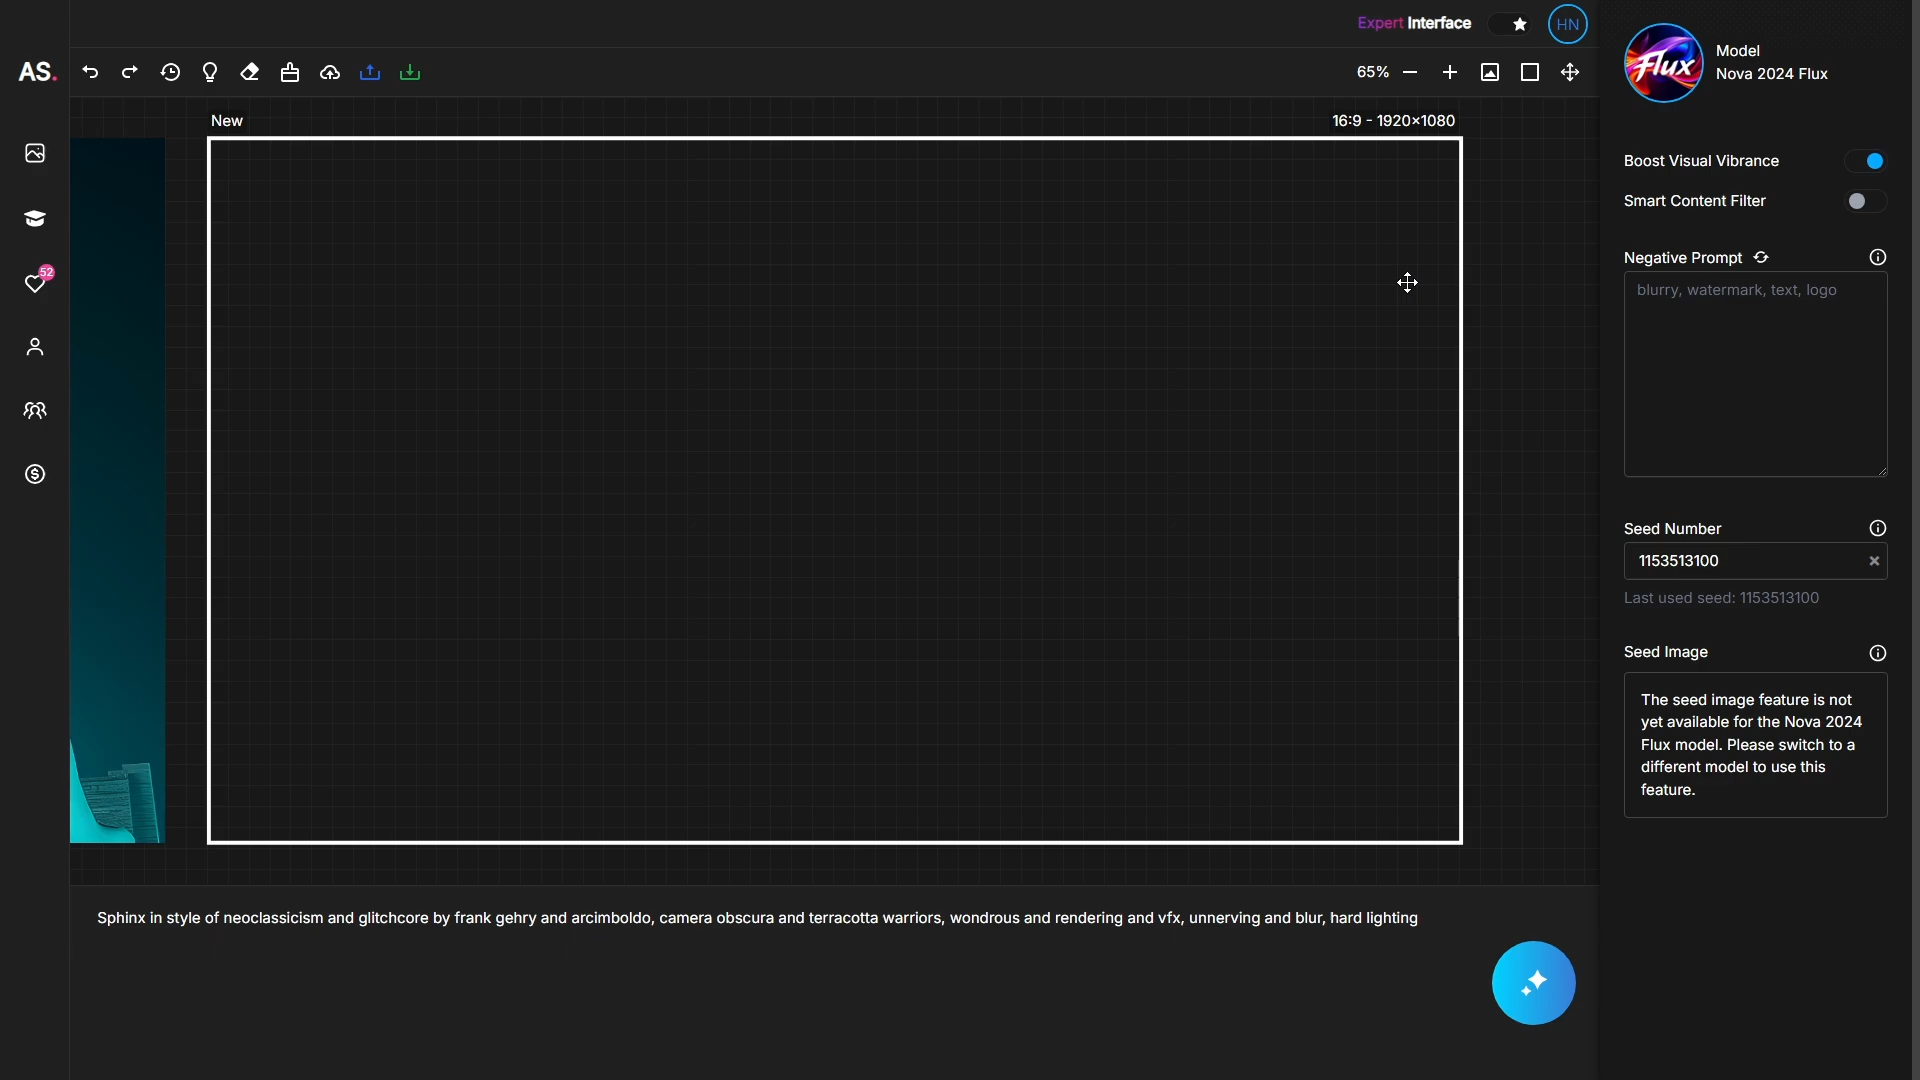 Expert Interface
HN
AS.
65%
Flux
Model
Nova 2024 Flux
New
16:9 - 1920×1080
Boost Visual Vibrance
Smart Content Filter
52
Negative Prompt
blurry, watermark, text, logo
Seed Number
1153513100
Last used seed: 1153513100
Seed Image
The seed image feature is not
yet available for the Nova 2024
Flux model. Please switch to a
different model to use this
feature.
Sphinx in style of neoclassicism and glitchcore by frank gehry and arcimboldo, camera obscura and terracotta warriors, wondrous and rendering and vfx, unnerving and blur, hard lighting